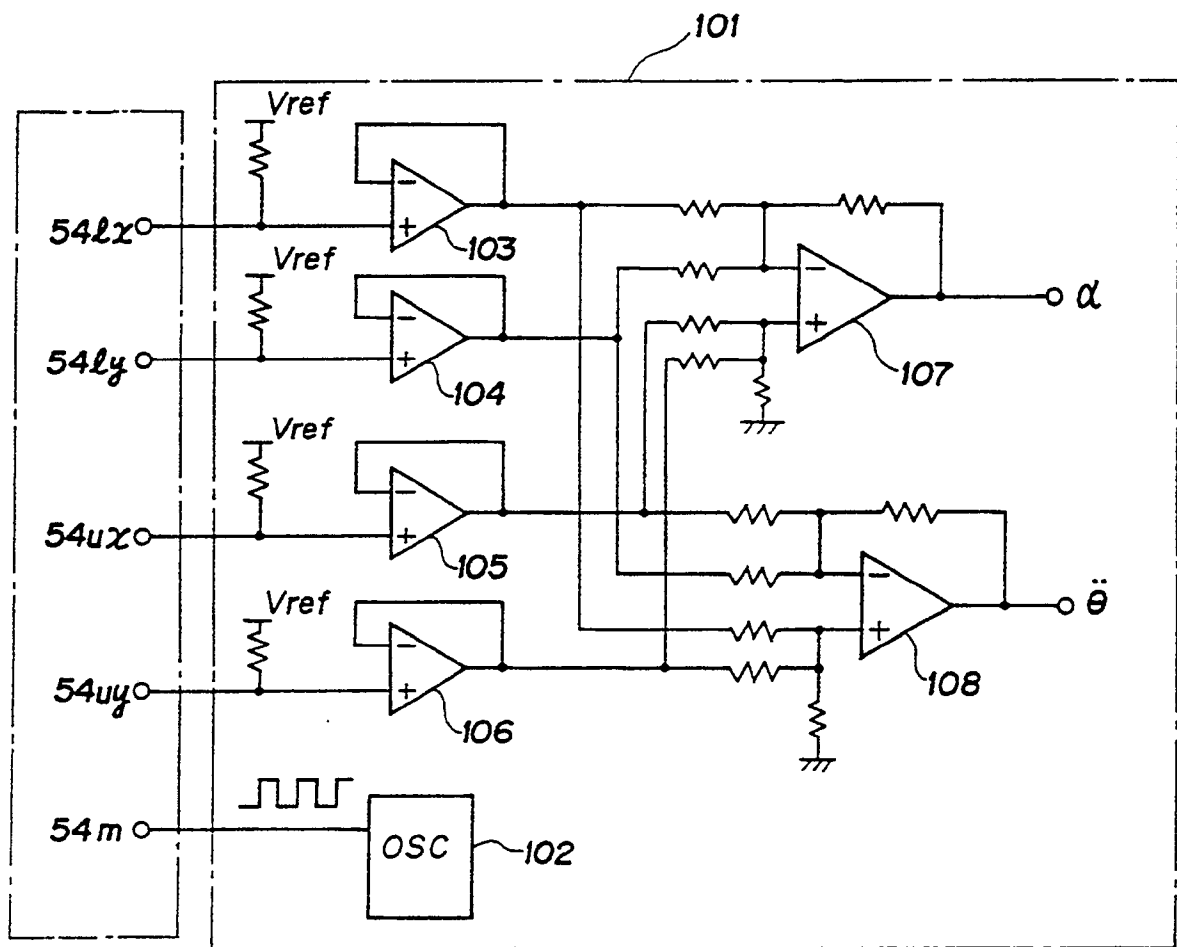 101
Vref
54lx
−
+
103
Vref
54ly
−
+
104
−
+
107
α
Vref
54ux
−
+
105
Vref
54uy
−
+
106
−
+
108
θ̈
54m
OSC
102